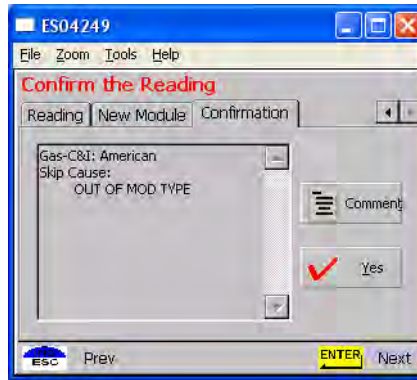 ES04249
File Zoom Tools Help
Confirm the Reading
Reading New Module Confirmation
Gas-C&I: American
Skip Cause:
OUT OF MOD TYPE
Comment
Yes
ESC Prev ENTER Next